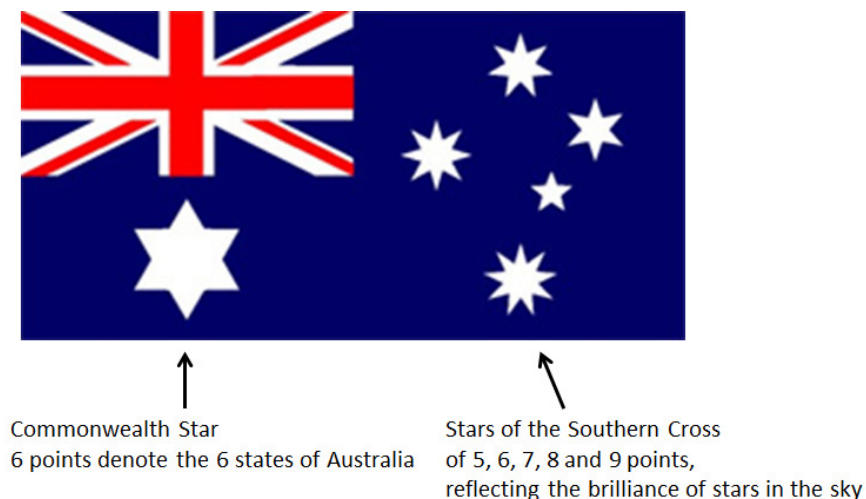 Commonwealth Star
6 points denote the 6 states of Australia
Stars of the Southern Cross
of 5, 6, 7, 8 and 9 points,
reflecting the brilliance of stars in the sky